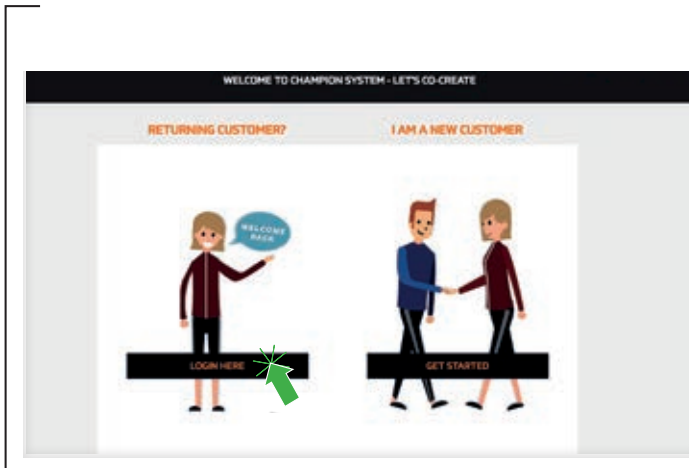 WELCOME TO CHAMPION SYSTEM - LET'S CO-CREATE
RETURNING CUSTOMER?
I AM A NEW CUSTOMER
WELCOME
BACK
LOGIN HERE
GET STARTED